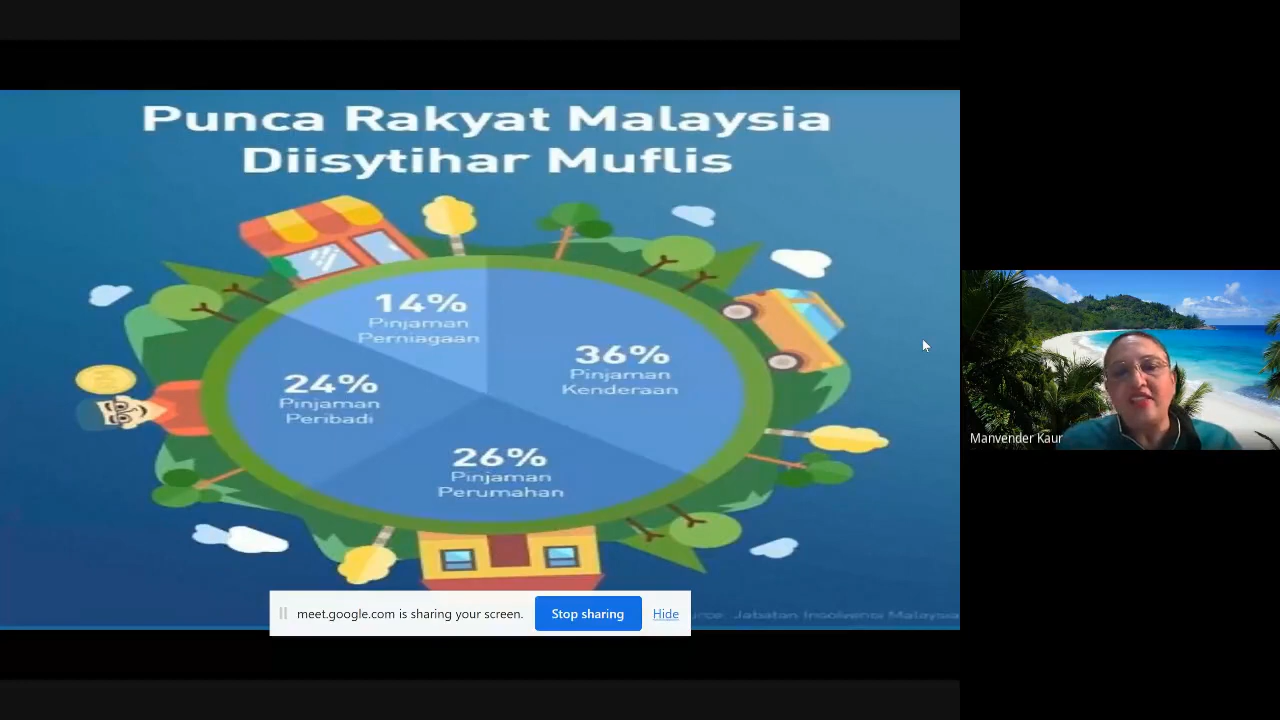 Punca Rakyat Malaysia
Diisytihar Muflis
14%
Pinjaman
Perniagaan
36%
Pinjaman
Kenderaan
24%
Pinjaman
Peribadi
26%
Pinjaman
Perumahan
Jabatan Insolvensi Malaysia
meet.google.com is sharing your screen.
Stop sharing
Hide
Manvender Kaur